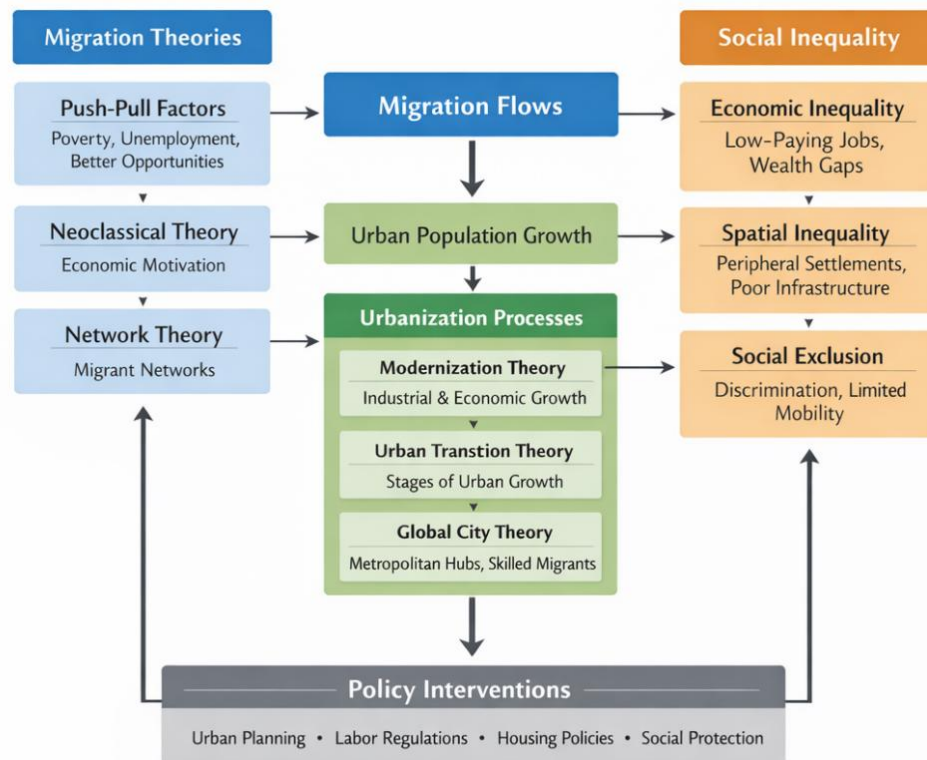 Migration Theories
Push-Pull Factors
Poverty, Unemployment,
Better Opportunities
Neoclassical Theory
Economic Motivation
Network Theory
Migrant Networks
Migration Flows
Urban Population Growth
Urbanization Processes
Modernization Theory
Industrial & Economic Growth
Urban Transtion Theory
Stages of Urban Growth
Global City Theory
Metropolitan Hubs, Skilled Migrants
Social Inequality
Economic Inequality
Low-Paying Jobs,
Wealth Gaps
Spatial Inequality
Peripheral Settlements,
Poor Infrastructure
Social Exclusion
Discrimination, Limited
Mobility
Policy Interventions
Urban Planning • Labor Regulations • Housing Policies • Social Protection